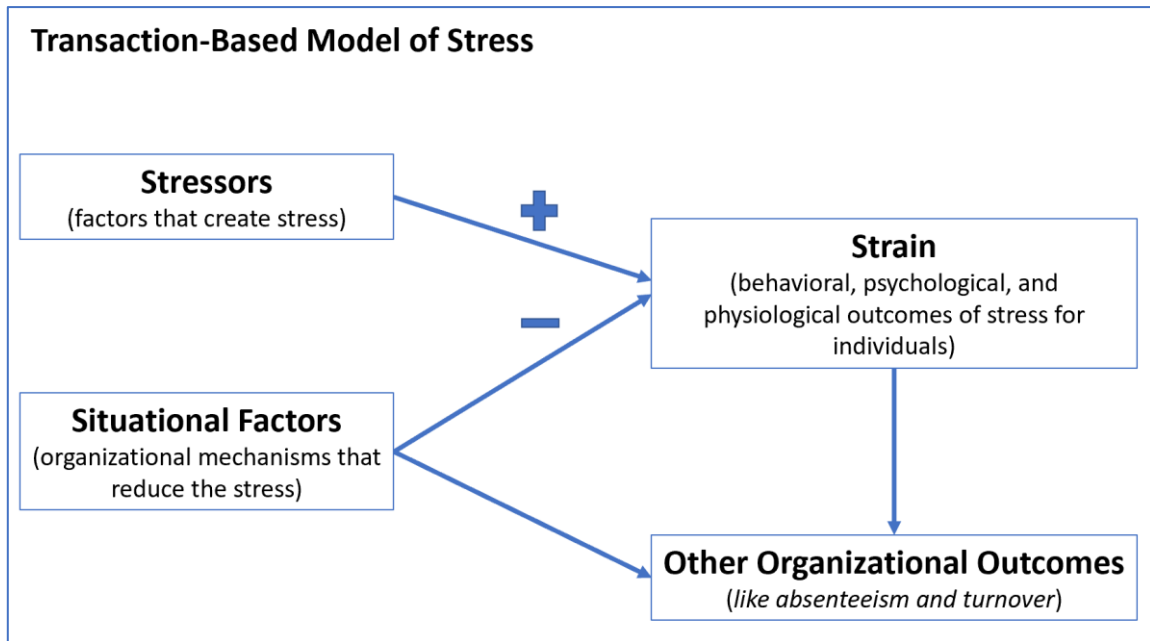 Transaction-Based Model of Stress
Stressors
(factors that create stress)
Strain
(behavioral, psychological, and
physiological outcomes of stress for
individuals)
Situational Factors
(organizational mechanisms that
reduce the stress)
Other Organizational Outcomes
(like absenteeism and turnover)